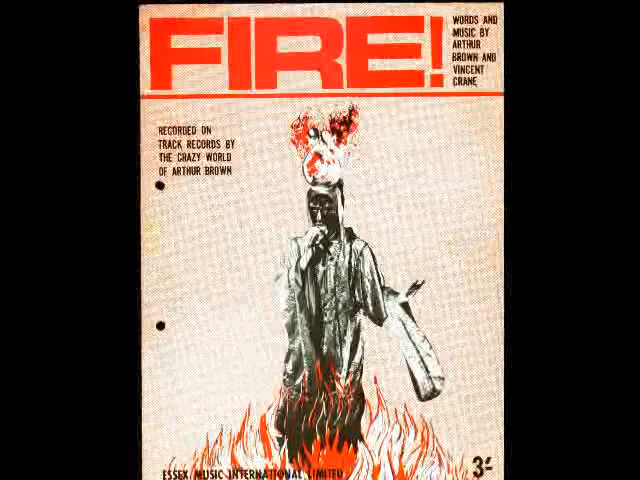 FIRE!
WORDS AND
MUSIC BY
ARTHUR
BROWN AND
VINCENT
CRANE
RECORDED ON
TRACK RECORDS BY
THE CRAZY WORLD
OF ARTHUR BROWN
ESSEX MUSIC INTERNATIONAL LIMITED
3/-